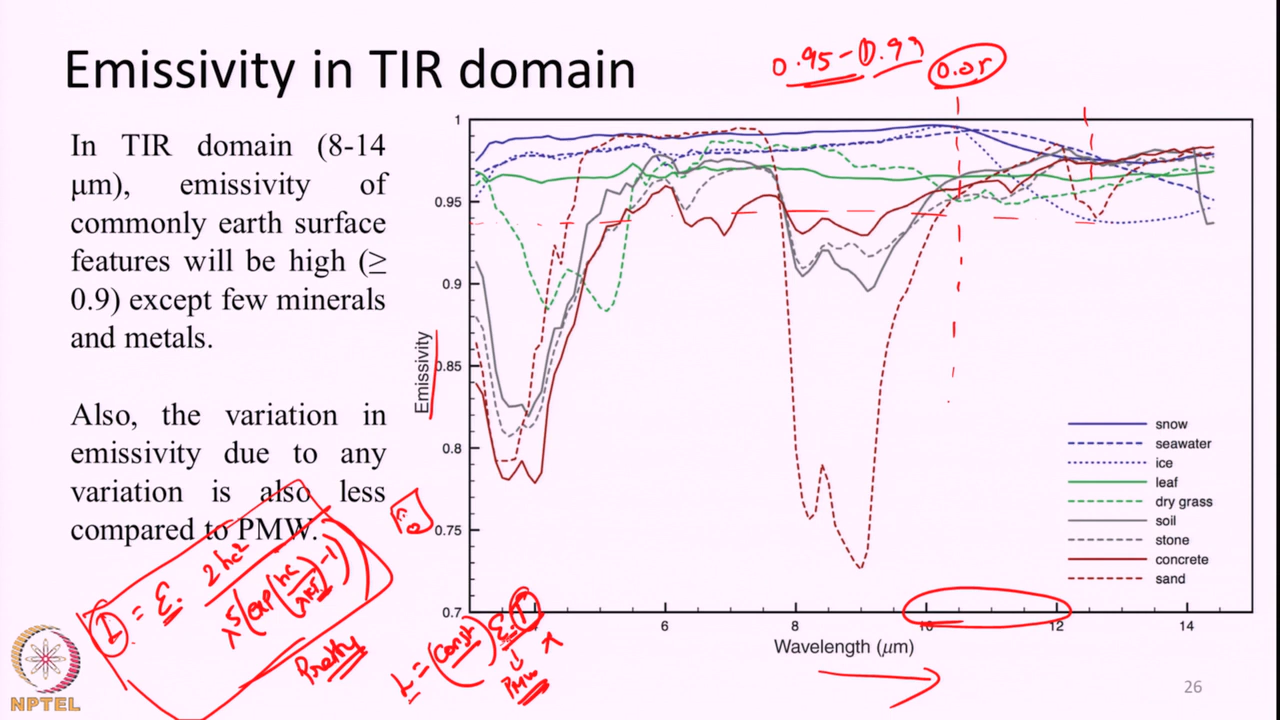 Emissivity in TIR domain
0.95 - 0.99
In TIR domain (8-14
μm), emissivity of
commonly earth surface
features will be high (≥
0.9) except few minerals
and metals.
Also, the variation in
emissivity due to any
variation is also less
compared to PMW.
1
0.95
0.9
0.85
0.8
0.75
0.7
Emissivity
6
8
10
12
14
Wavelength (μm)
snow
seawater
ice
leaf
dry grass
soil
stone
concrete
sand
Pretty
L = (Const) ε T
PMW
NPTEL
26